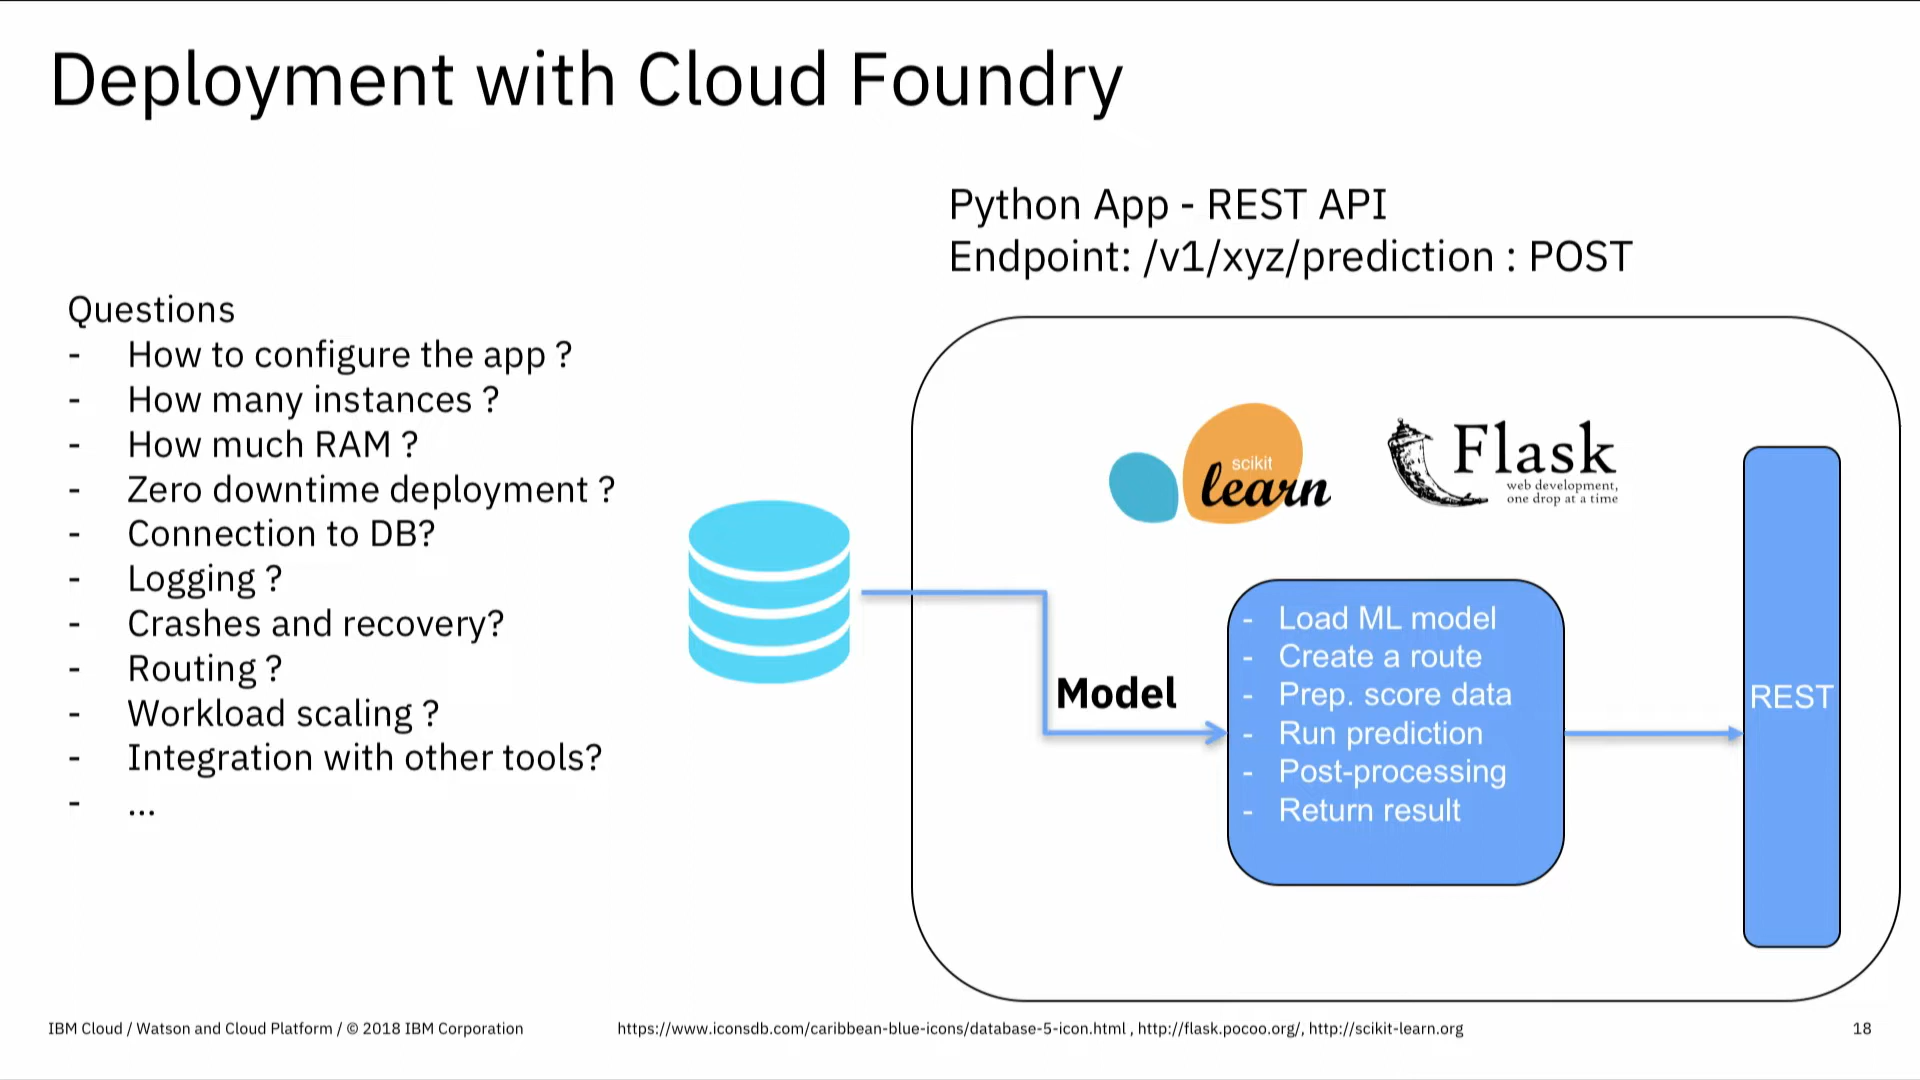 Deployment with Cloud Foundry
Python App - REST API
Endpoint: /v1/xyz/prediction : POST
Questions
- How to configure the app ?
- How many instances ?
- How much RAM ?
- Zero downtime deployment ?
- Connection to DB?
- Logging ?
- Crashes and recovery?
- Routing ?
- Workload scaling ?
- Integration with other tools?
- ...
scikit
learn
Flask
web development,
one drop at a time
Model
- Load ML model
- Create a route
- Prep. score data
- Run prediction
- Post-processing
- Return result
REST
IBM Cloud / Watson and Cloud Platform / © 2018 IBM Corporation
https://www.iconsdb.com/caribbean-blue-icons/database-5-icon.html , http://flask.pocoo.org/, http://scikit-learn.org
18